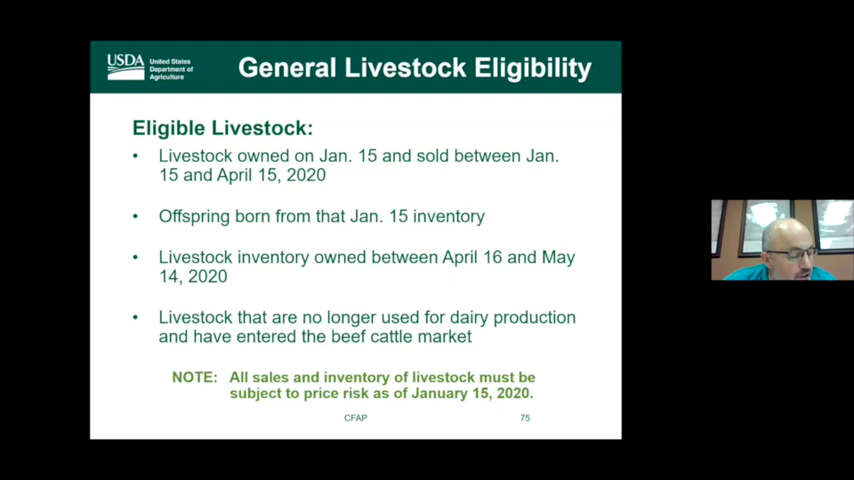 USDA
United States
Department of
Agriculture
General Livestock Eligibility
Eligible Livestock:
• Livestock owned on Jan. 15 and sold between Jan.
15 and April 15, 2020
• Offspring born from that Jan. 15 inventory
• Livestock inventory owned between April 16 and May
14, 2020
• Livestock that are no longer used for dairy production
and have entered the beef cattle market
NOTE: All sales and inventory of livestock must be
subject to price risk as of January 15, 2020.
CFAP 75